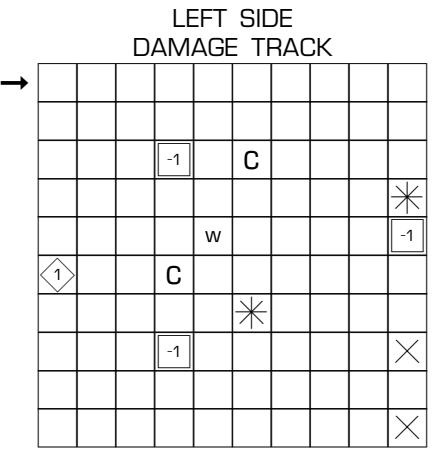 LEFT SIDE
DAMAGE TRACK
-1 C
w -1
1 C
-1